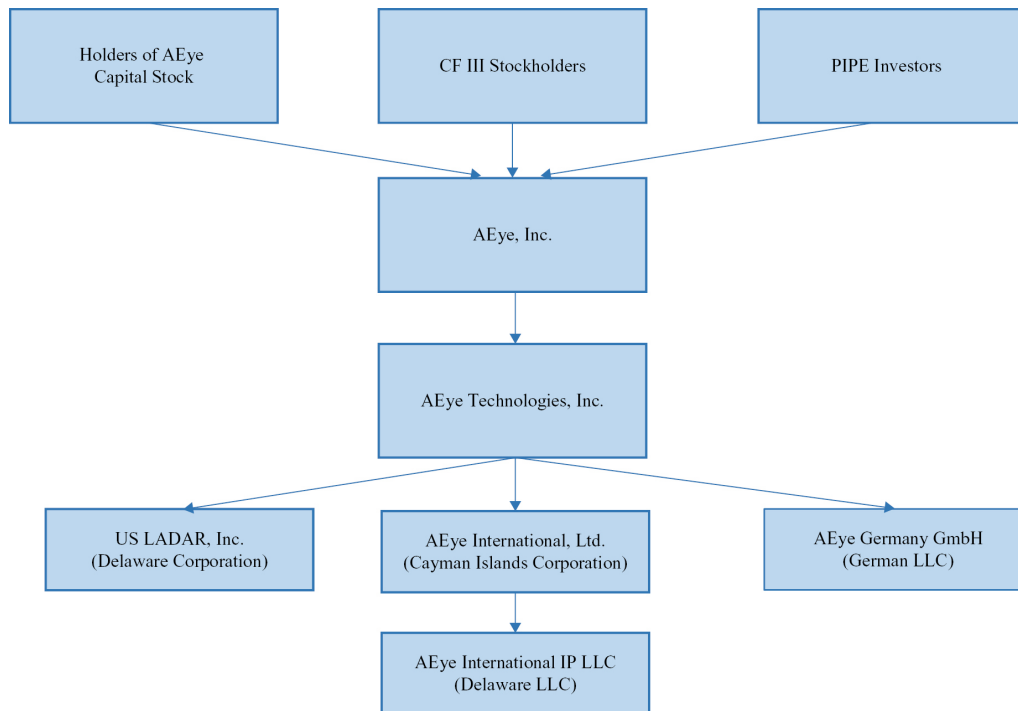 Holders of AEye
Capital Stock
CF III Stockholders
PIPE Investors
AEye, Inc.
AEye Technologies, Inc.
US LADAR, Inc.
(Delaware Corporation)
AEye International, Ltd.
(Cayman Islands Corporation)
AEye Germany GmbH
(German LLC)
AEye International IP LLC
(Delaware LLC)